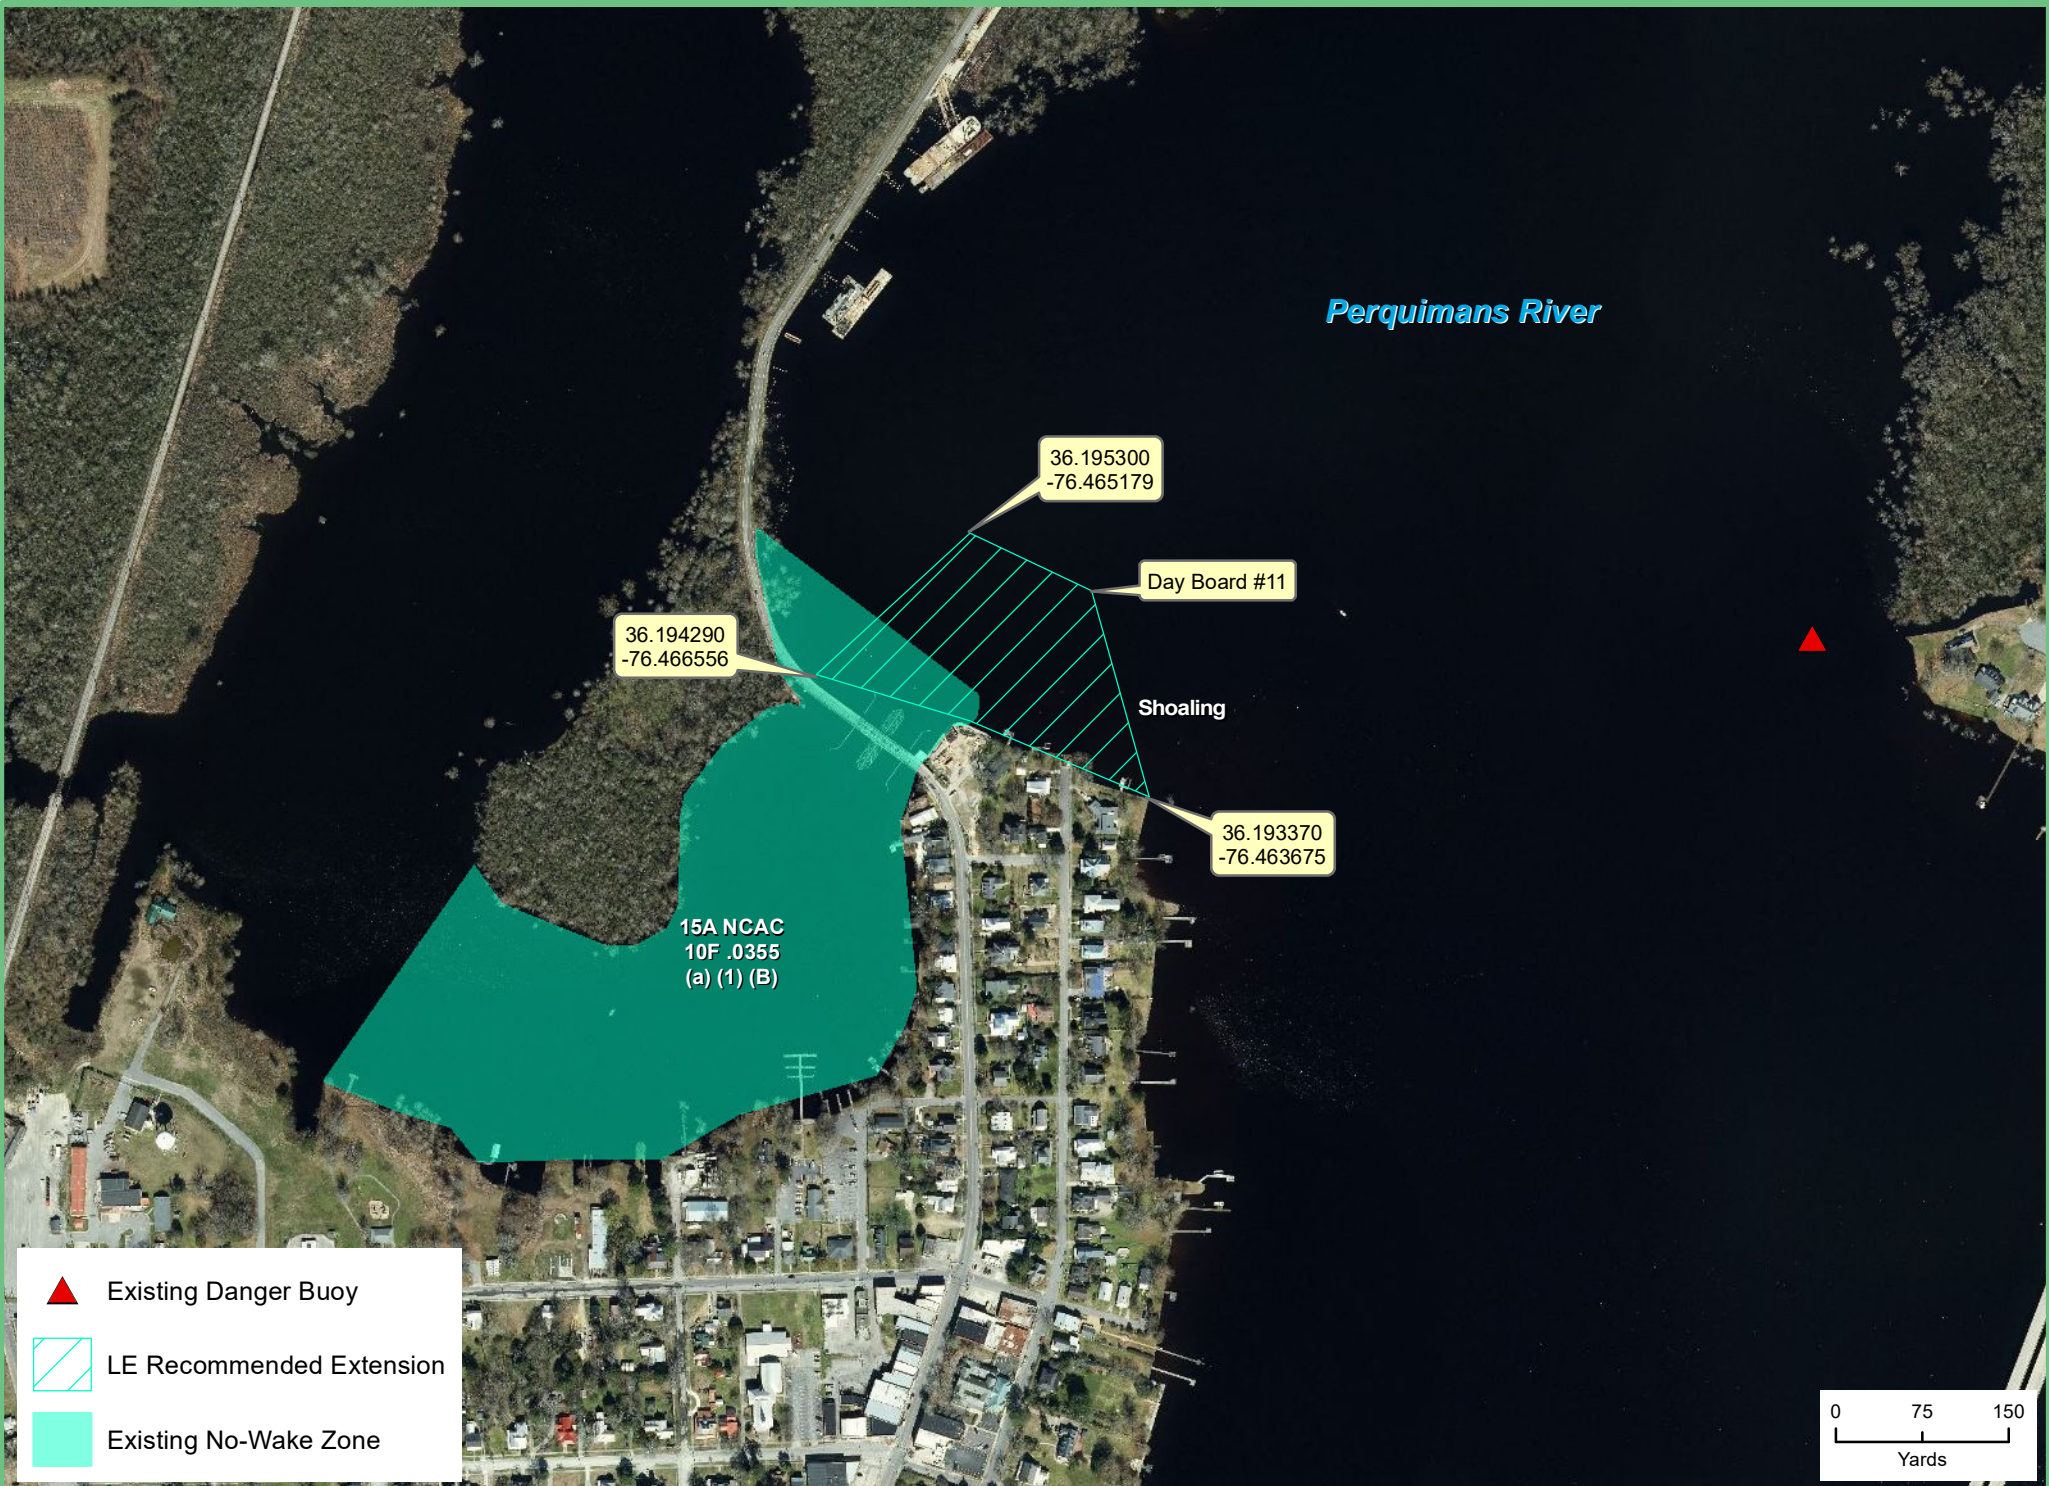 Perquimans River
36.195300
-76.465179
Day Board #11
36.194290
-76.466556
Shoaling
36.193370
-76.463675
15A NCAC
10F .0355
(a) (1) (B)
Existing Danger Buoy
LE Recommended Extension
Existing No-Wake Zone
0 75 150
Yards